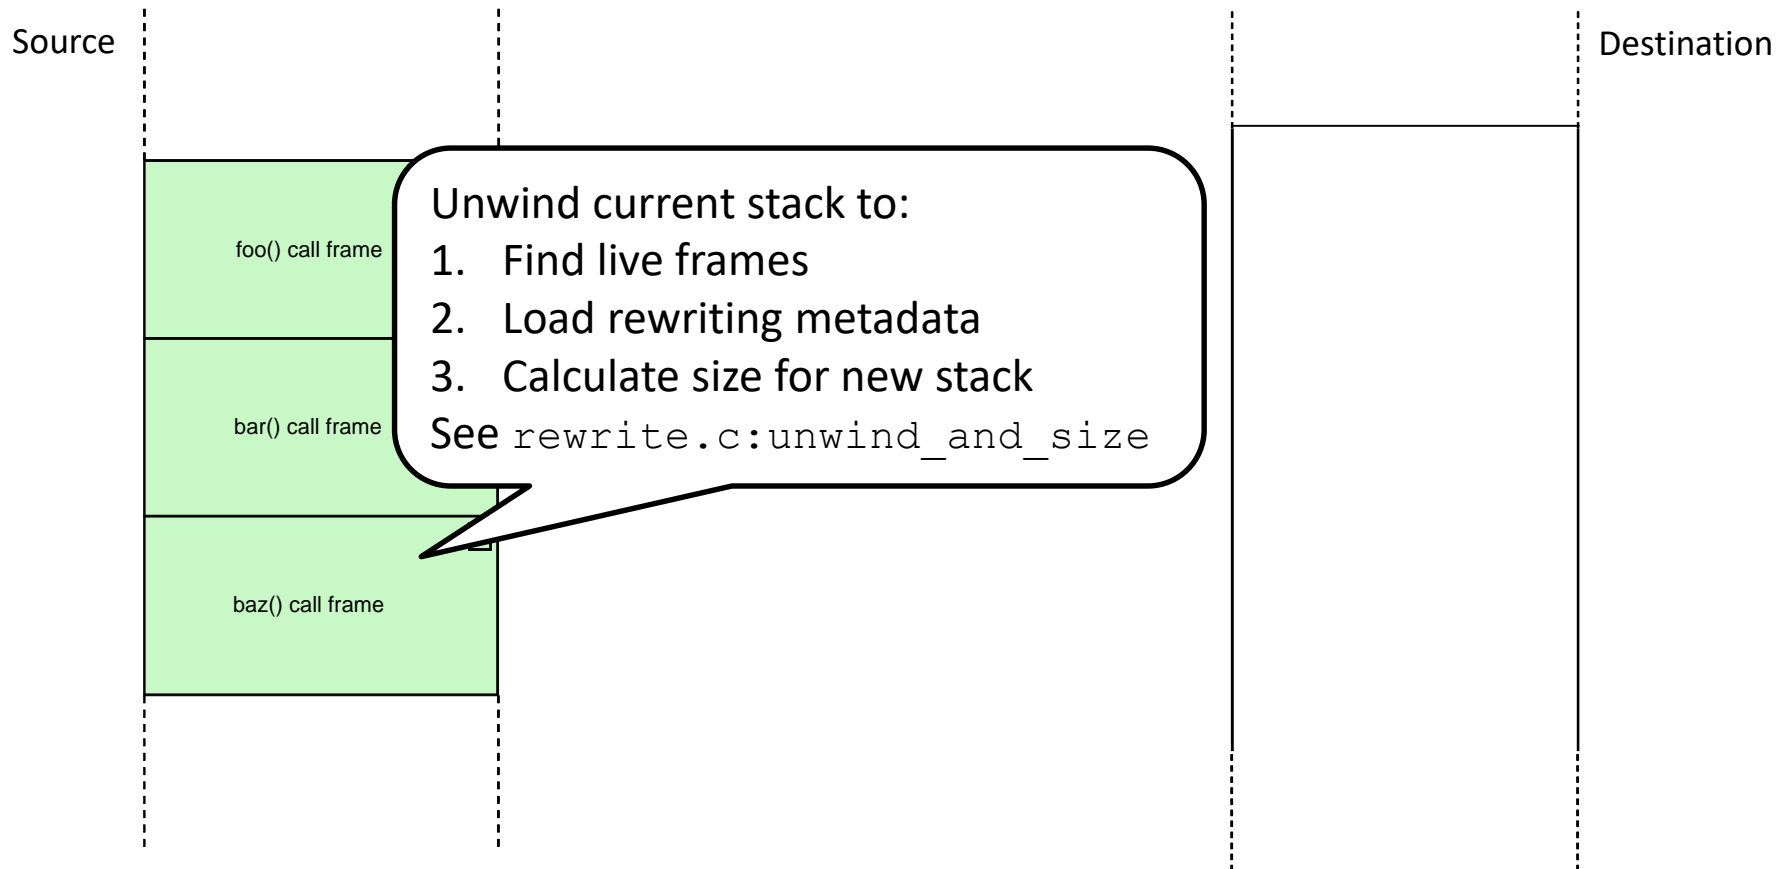 Source
Destination
foo() call frame
bar() call frame
baz() call frame
Unwind current stack to:
1. Find live frames
2. Load rewriting metadata
3. Calculate size for new stack
See rewrite.c:unwind_and_size